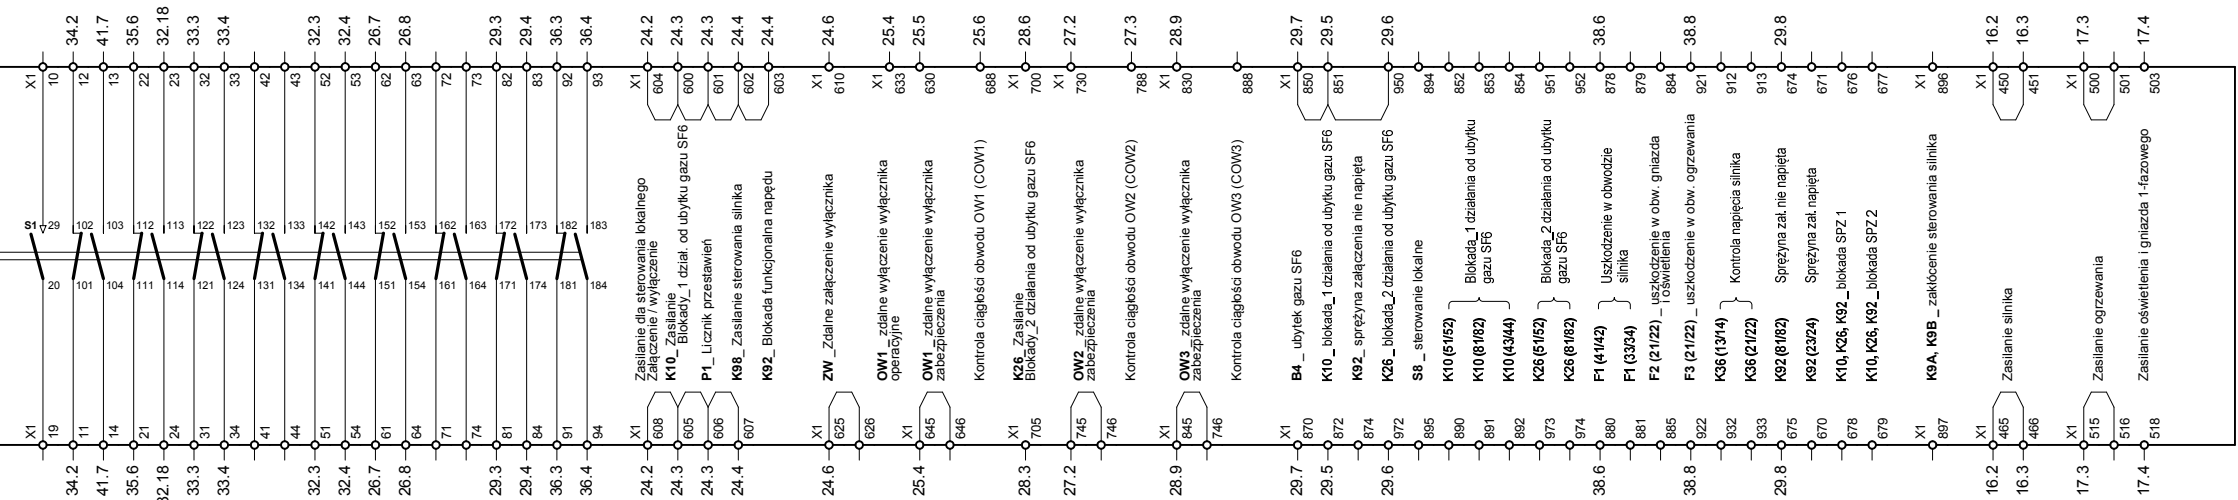 34.2 41.7 35.6 32.18 33.3 33.4 32.3 32.4 26.7 26.8 29.3 29.4 36.3 36.4 24.2 24.3 24.3 24.4 24.4 24.6 25.4 25.4 25.6 28.6 27.2 27.3 28.9 29.7 29.5 29.6 38.6 38.8 29.8 16.2 16.3 17.3 17.4
X1 10 12 13 22 23 32 33 42 43 52 53 62 63 72 73 82 83 92 93 X1 604 600 601 602 603 X1 610 X1 633 630 688 X1 700 X1 730 788 X1 830 888 X1 850 851 950 894 852 853 854 951 952 878 879 884 921 912 913 674 671 676 677 X1 896 X1 450 451 X1 500 501 503
S1 29 102 103 112 113 122 123 132 133 142 143 152 153 162 163 172 173 182 183
20 101 104 111 114 121 124 131 134 141 144 151 154 161 164 171 174 181 184
Zasilanie dla sterowania lokalnego
Załączenie / wyłączenie
K10_ Zasilanie
Blokady_1 dział. od ubytku gazu SF6
P1_ Licznik przestawień
K98_ Zasilanie sterowania silnika
K92_ Blokada funkcjonalna napędu
ZW_Zdalne załączenie wyłącznika
OW1_ zdalne wyłączenie wyłącznika
operacyjne
OW1_ zdalne wyłączenie wyłącznika
zabezpieczenia
Kontrola ciągłości obwodu OW1 (COW1)
K26_ Zasilanie
Blokady_2 działania od ubytku gazu SF6
OW2_ zdalne wyłączenie wyłącznika
zabezpieczenia
Kontrola ciągłości obwodu OW2 (COW2)
OW3_ zdalne wyłączenie wyłącznika
zabezpieczenia
Kontrola ciągłości obwodu OW3 (COW3)
B4_ ubytek gazu SF6
K10_ blokada_1 działania od ubytku gazu SF6
K92_ sprężyna załączenia nie napięta
K26_ blokada_2 działania od ubytku gazu SF6
S8_ sterowanie lokalne
K10 (51/52)
K10 (81/82)
K10 (43/44)
Blokada_1 działania od ubytku
gazu SF6
K26 (51/52)
K26 (81/82)
Blokada_2 działania od ubytku
gazu SF6
F1 (41/42)
F1 (33/34)
Uszkodzenie w obwodzie
silnika
F2 (21/22)_ uszkodzenie w obw. gniazda
i oświetlenia
F3 (21/22)_ uszkodzenie w obw. ogrzewania
K36 (13/14)
K36 (21/22)
Kontrola napięcia silnika
K92 (81/82) Sprężyna zał. nie napięta
K92 (23/24) Sprężyna zał. napięta
K10, K26, K92_ blokada SPZ 1
K10, K26, K92_ blokada SPZ 2
K9A, K9B_ zakłócenie sterowania silnika
Zasilanie silnika
Zasilanie ogrzewania
Zasilanie oświetlenia i gniazda 1-fazowego
X1 19 11 14 21 24 31 34 41 44 51 54 61 64 71 74 81 84 91 94 X1 608 605 606 607 X1 625 626 X1 645 646 X1 705 X1 745 746 X1 845 746 X1 870 872 874 972 895 890 891 892 973 974 880 881 885 922 932 933 675 670 678 679 X1 897 X1 465 466 X1 515 516 518
34.2 41.7 35.6 32.18 33.3 33.4 32.3 32.4 26.7 26.8 29.3 29.4 36.3 36.4 24.2 24.3 24.3 24.4 24.6 25.4 28.3 27.2 28.9 29.7 29.5 29.6 38.6 38.8 29.8 16.2 16.3 17.3 17.4